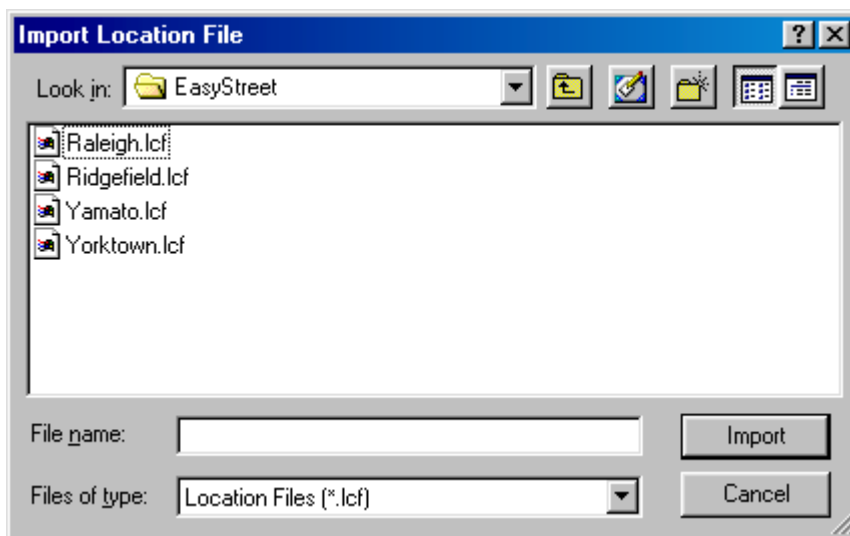 Import Location File
Look in: EasyStreet
Raleigh.lcf
Ridgefield.lcf
Yamato.lcf
Yorktown.lcf
File name: Import
Files of type: Location Files (*.lcf) Cancel